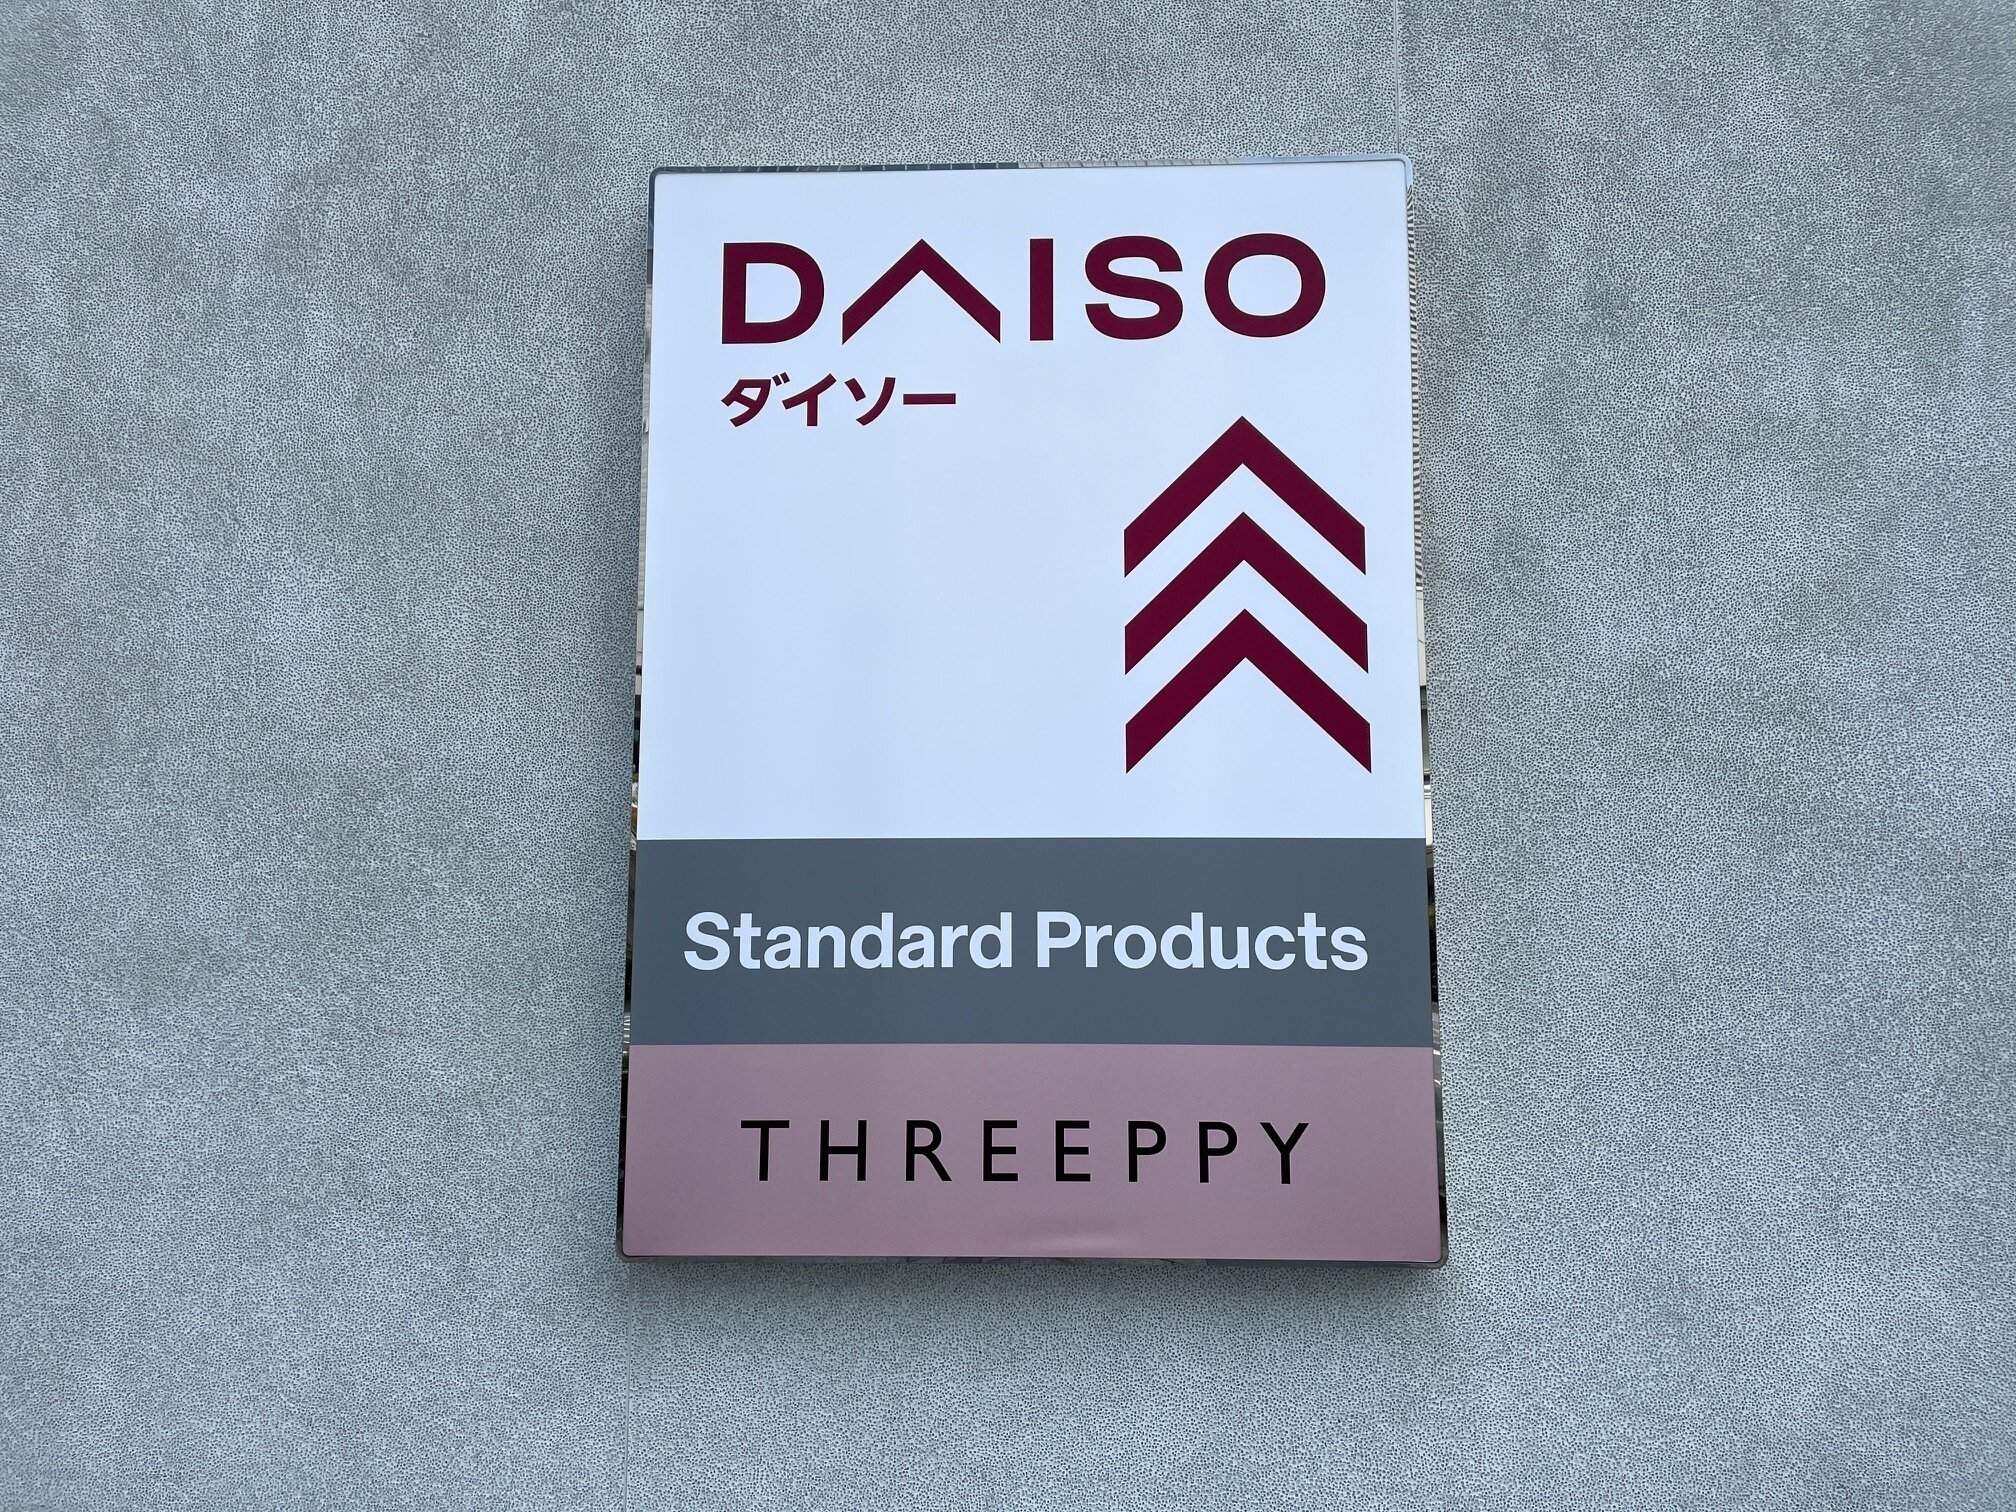 DAISO
ダイソー
Standard Products
THREEPPY